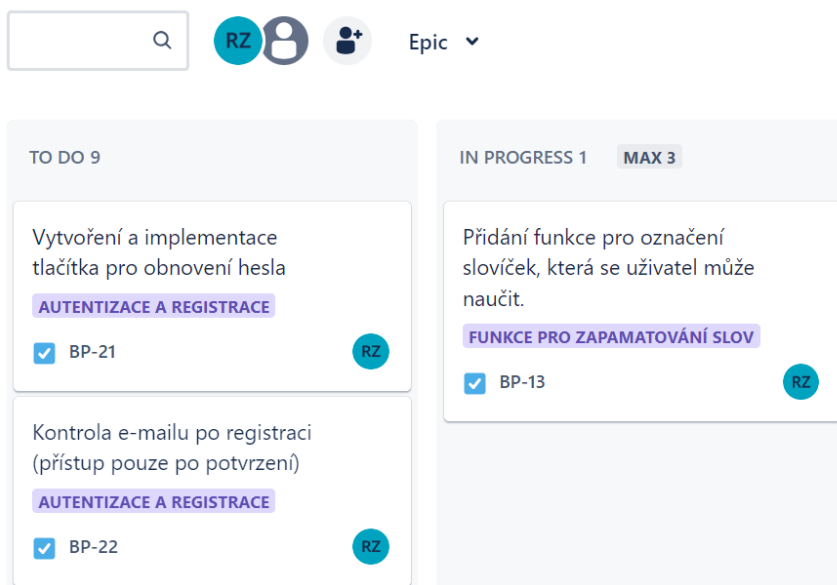 RZ
Epic
TO DO 9
Vytvoření a implementace
tlačítka pro obnovení hesla
AUTENTIZACE A REGISTRACE
BP-21
RZ
Kontrola e-mailu po registraci
(přístup pouze po potvrzení)
AUTENTIZACE A REGISTRACE
BP-22
RZ
IN PROGRESS 1 MAX 3
Přidání funkce pro označení
slovíček, která se uživatel může
naučit.
FUNKCE PRO ZAPAMATOVÁNÍ SLOV
BP-13
RZ